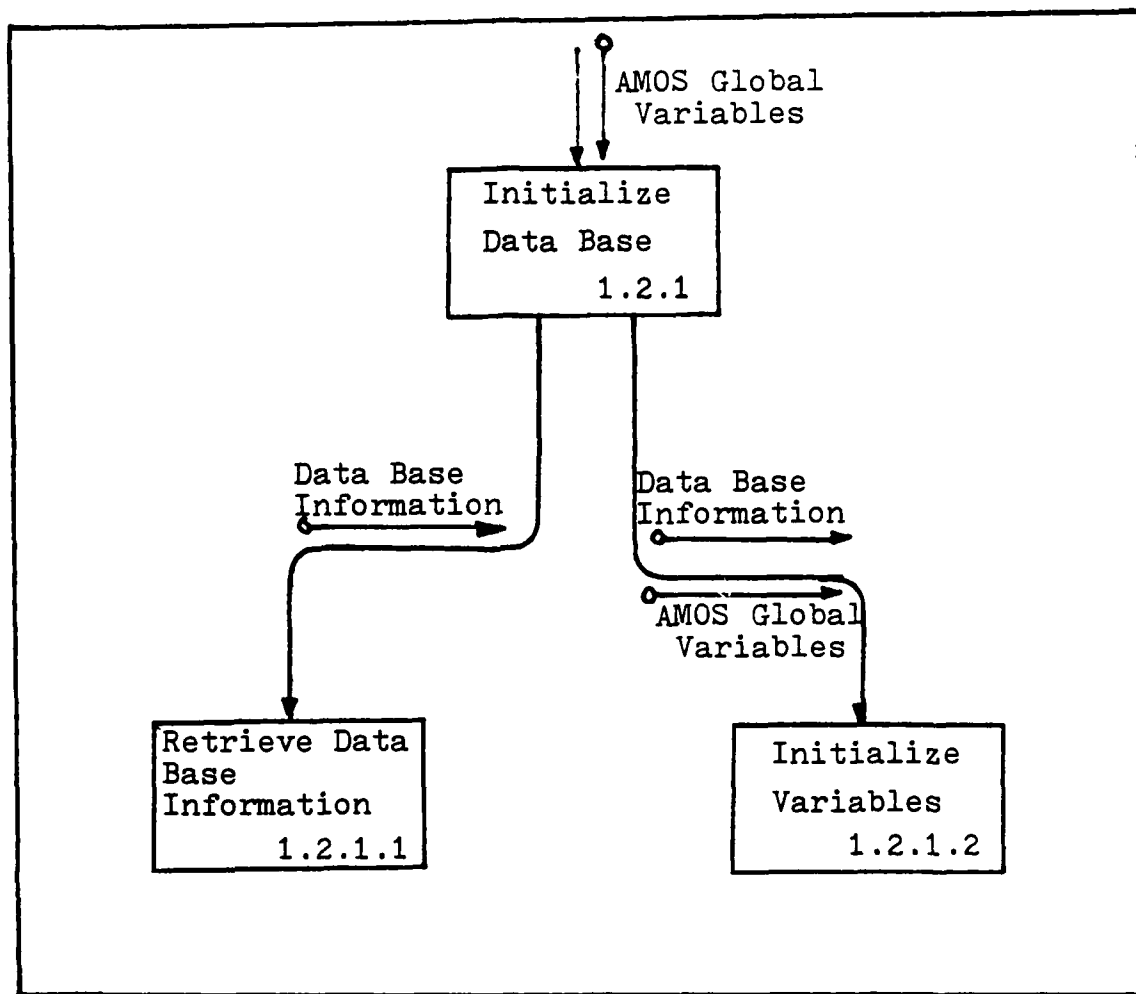 AMOS Global
Variables
Initialize
Data Base
1.2.1
Data Base
Information
Data Base
Information
AMOS Global
Variables
Retrieve Data
Base
Information
1.2.1.1
Initialize
Variables
1.2.1.2